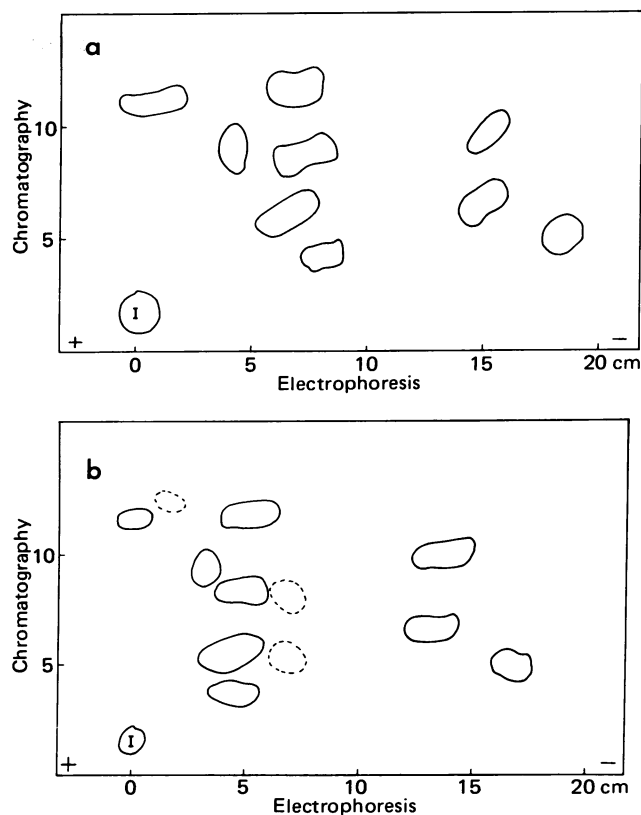 a
Chromatography
10
5
I
+ −
0 5 10 15 20 cm
Electrophoresis
b
Chromatography
10
5
I
+ −
0 5 10 15 20 cm
Electrophoresis